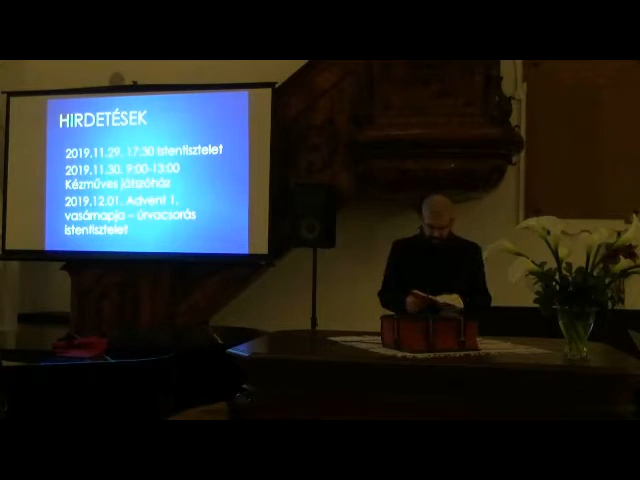 HIRDETÉSEK
2019.11.29. 17:30 Istentisztelet
2019.11.30. 9:00-13:00
Kézműves játszóház
2019.12.01. Advent 1.
vasárnapja – úrvacsorás
istentisztelet